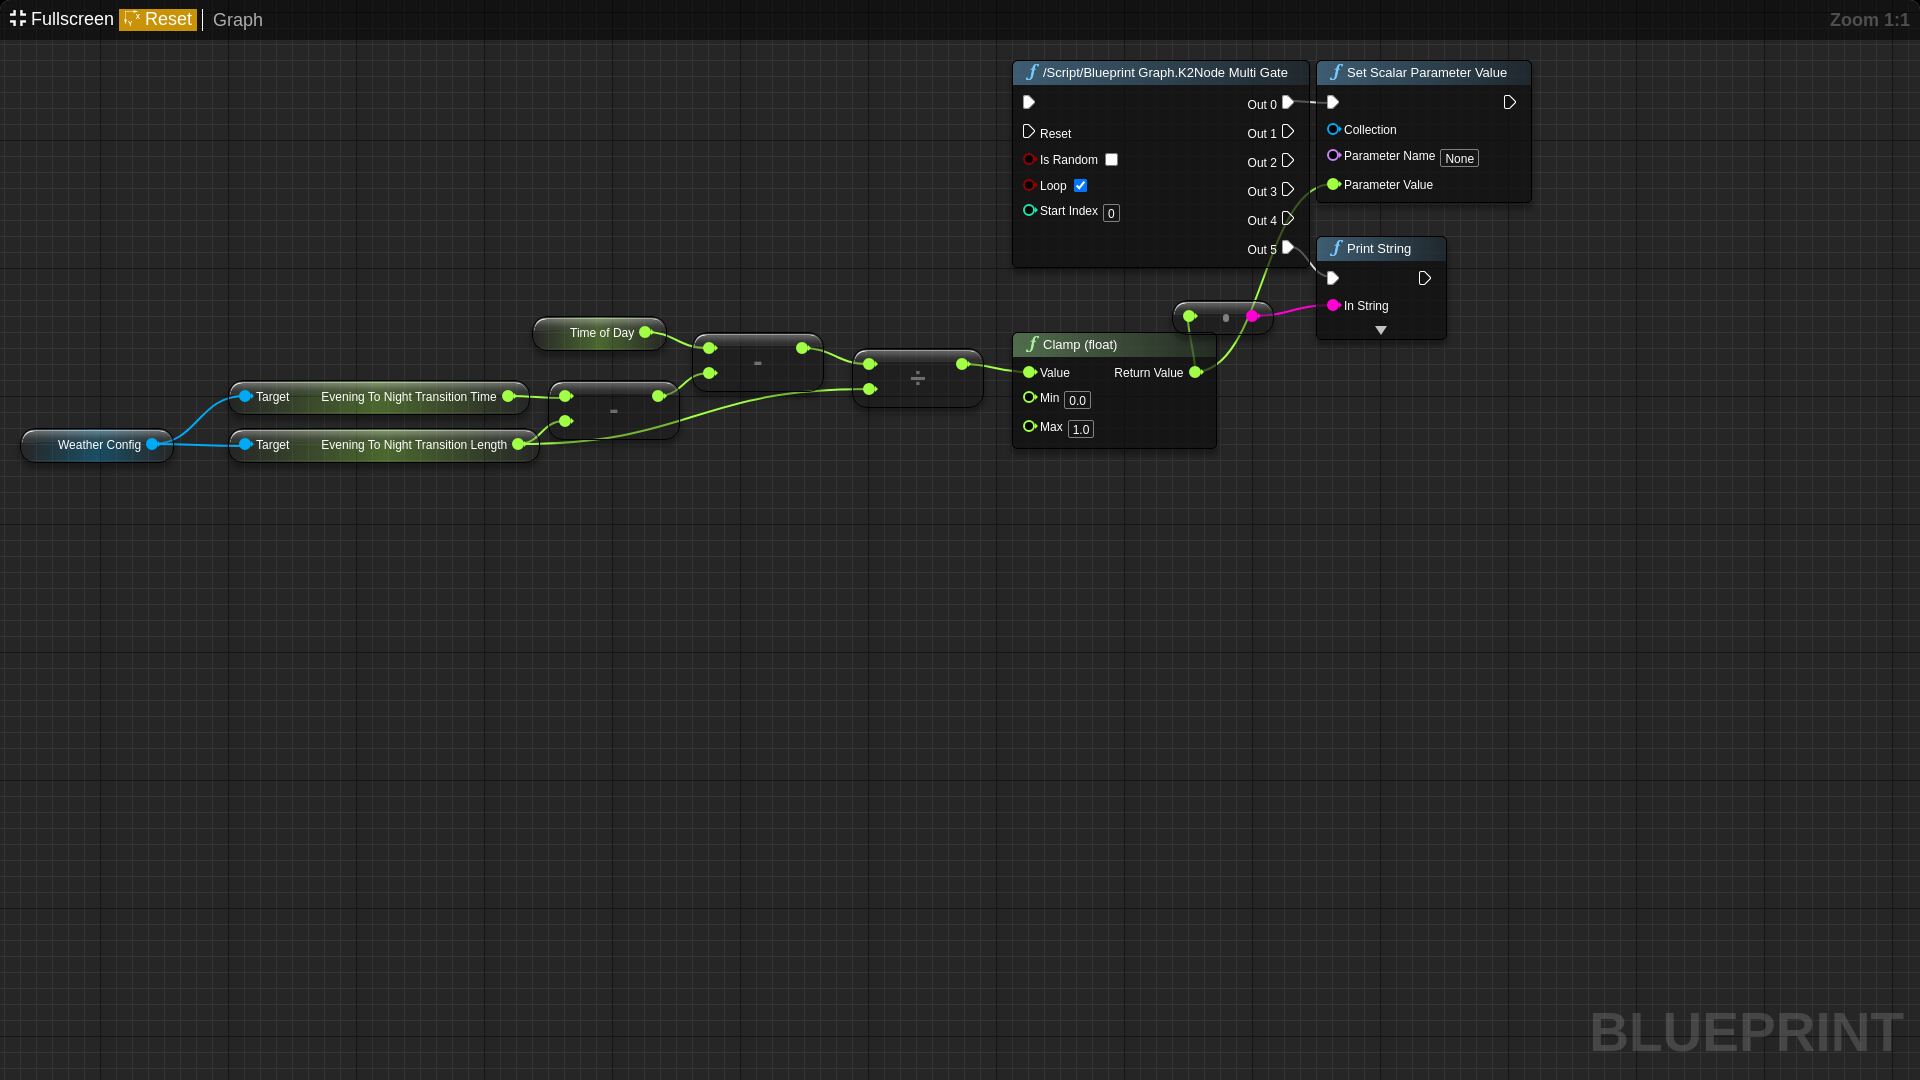 Fullscreen Reset Graph Zoom 1:1
/Script/Blueprint Graph.K2Node Multi Gate
Out 0
Reset Out 1
Is Random Out 2
Loop Out 3
Start Index 0 Out 4
Out 5
Set Scalar Parameter Value
Collection
Parameter Name None
Parameter Value
Print String
In String
Time of Day
-
÷
Clamp (float)
Value Return Value
Min 0.0
Max 1.0
Target Evening To Night Transition Time
-
Weather Config
Target Evening To Night Transition Length
BLUEPRINT